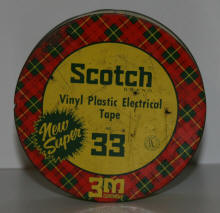 Scotch
BRAND
Vinyl Plastic Electrical
Tape
New
Super
33
3M